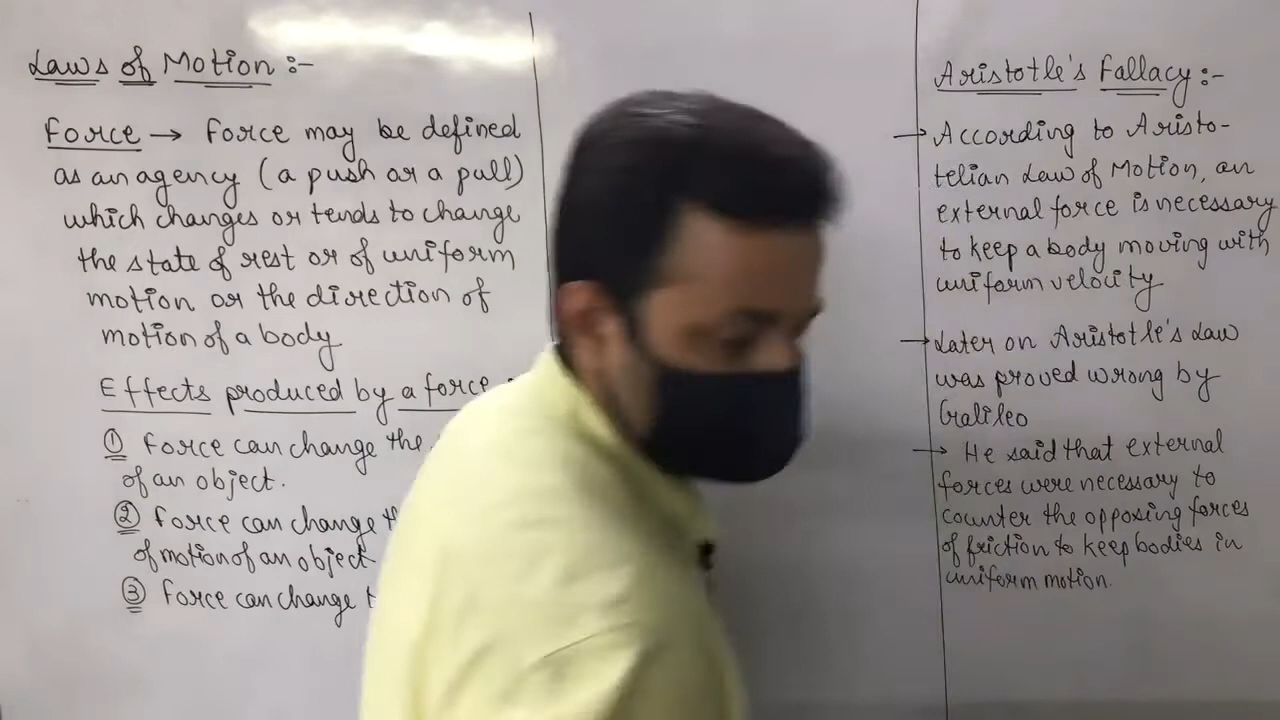 Laws of Motion :-
Force → Force may be defined
as an agency (a push or a pull)
which changes or tends to change
the state of rest or of uniform
motion or the direction of
motion of a body
Effects produced by a force
① Force can change the
of an object.
② Force can change
of motion of an object
③ Force can change
Aristotle's Fallacy :-
→ According to Aristo-
telian Law of Motion, an
external force is necessary
to keep a body moving with
uniform velocity
→ Later on Aristotle's Law
was proved wrong by
Galileo
→ He said that external
forces were necessary to
counter the opposing forces
of friction to keep bodies in
uniform motion.